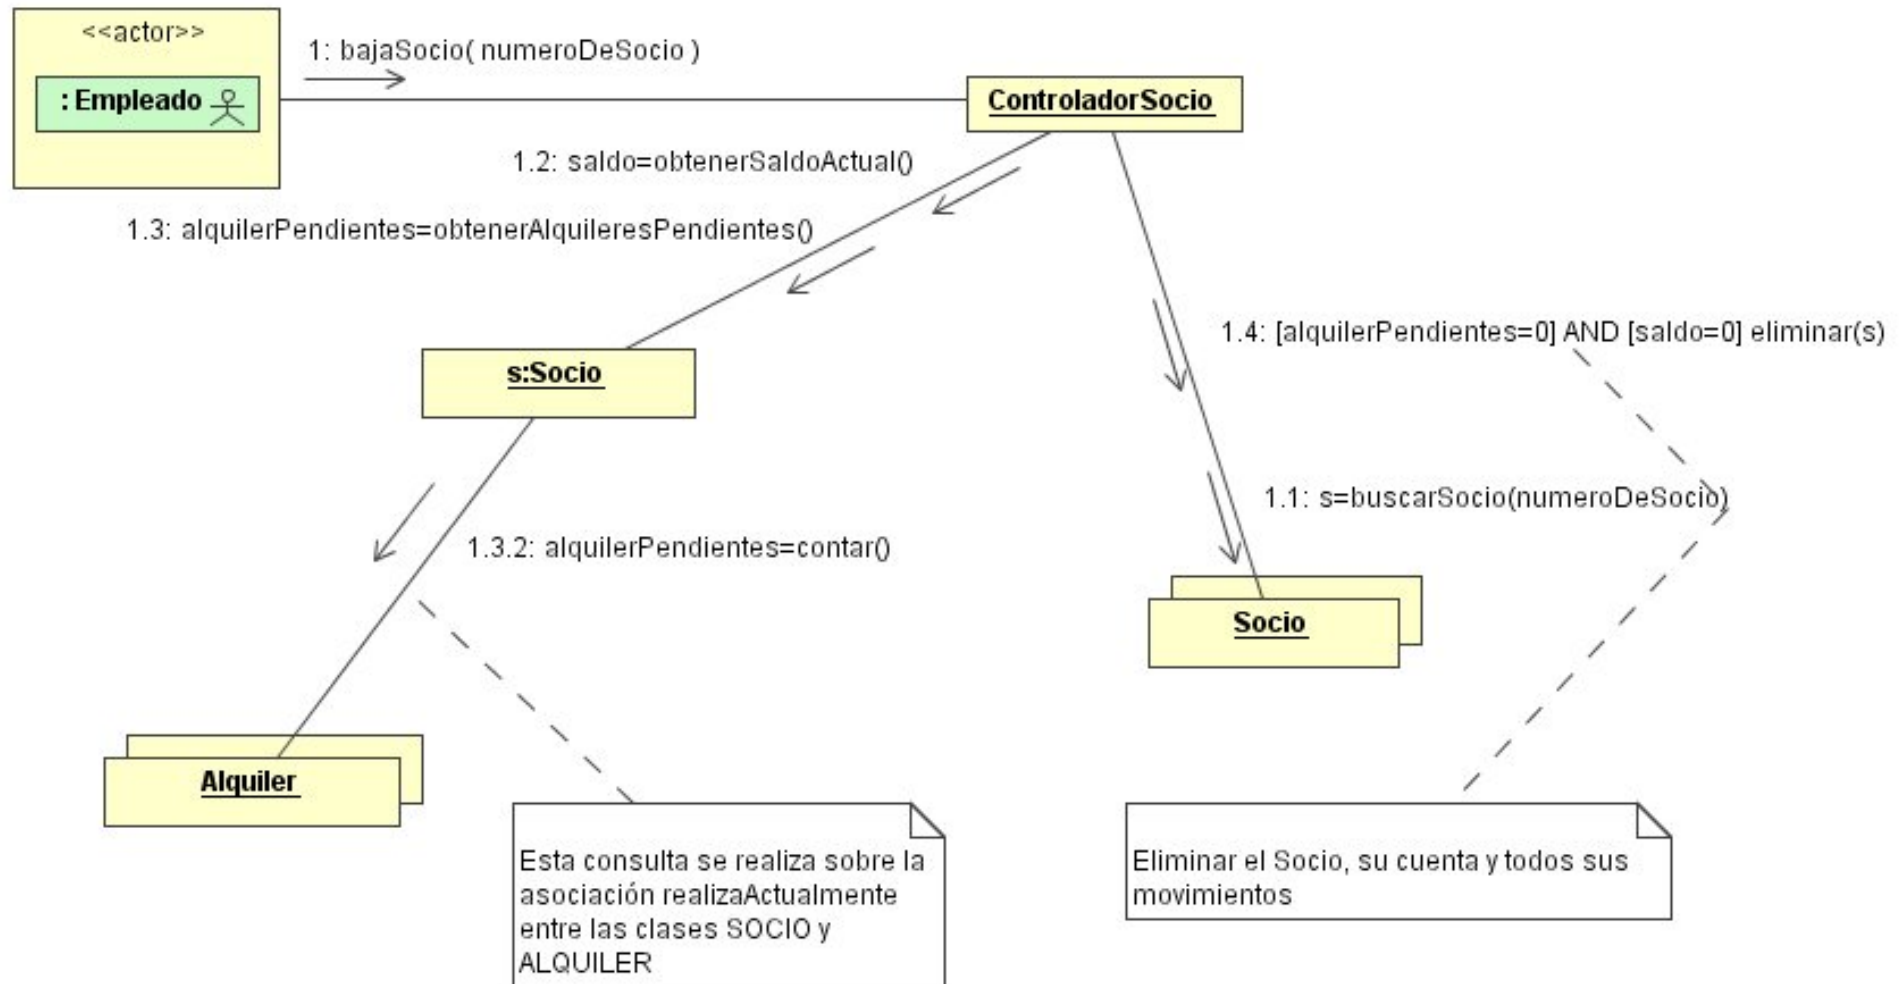 <<actor>>
: Empleado
1: bajaSocio( numeroDeSocio )
ControladorSocio
1.2: saldo=obtenerSaldoActual()
1.3: alquilerPendientes=obtenerAlquileresPendientes()
1.4: [alquilerPendientes=0] AND [saldo=0] eliminar(s)
s:Socio
1.1: s=buscarSocio(numeroDeSocio)
1.3.2: alquilerPendientes=contar()
Socio
Alquiler
Esta consulta se realiza sobre la
asociación realizaActualmente
entre las clases SOCIO y
ALQUILER
Eliminar el Socio, su cuenta y todos sus
movimientos